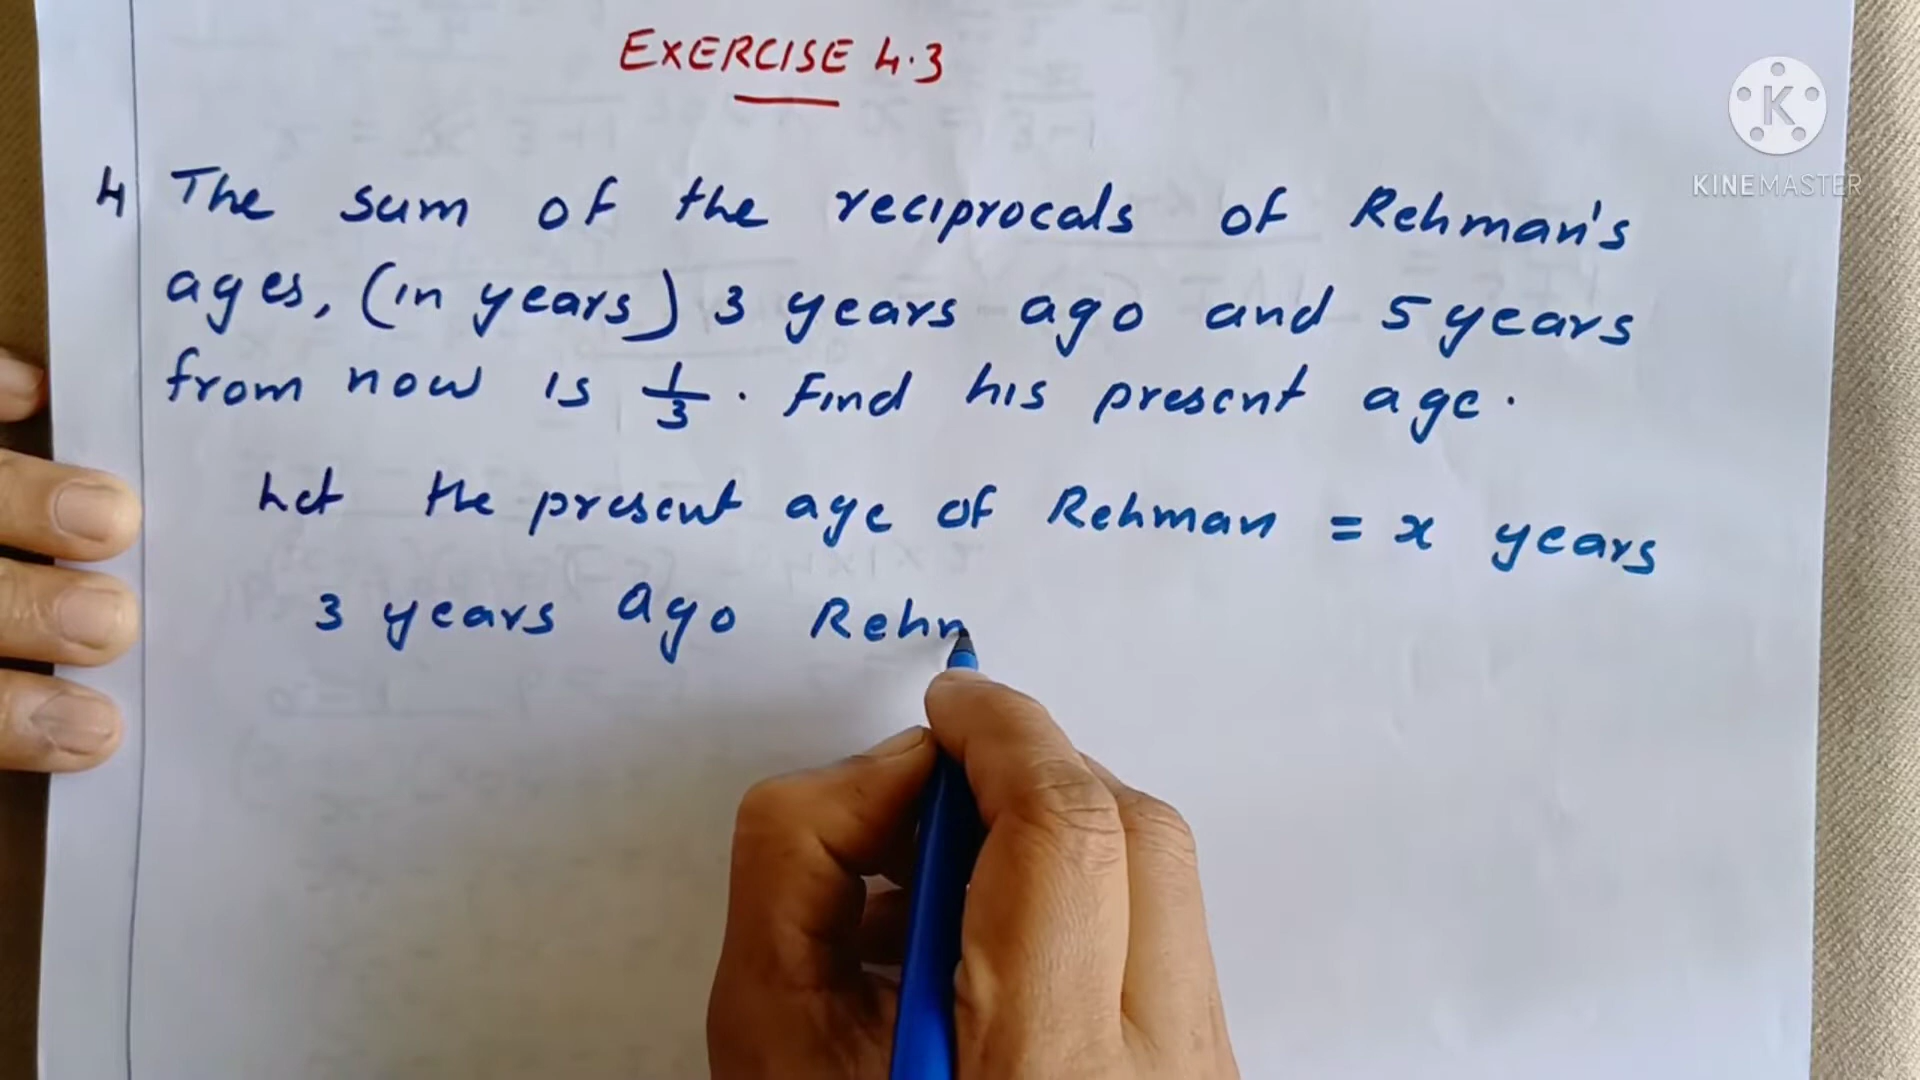 EXERCISE 4.3
4 The sum of the reciprocals of Rehman's
ages, (in years) 3 years ago and 5 years
from now is 1/3. Find his present age.
Let the present age of Rehman = x years
3 years ago Rehm
K
KINEMASTER